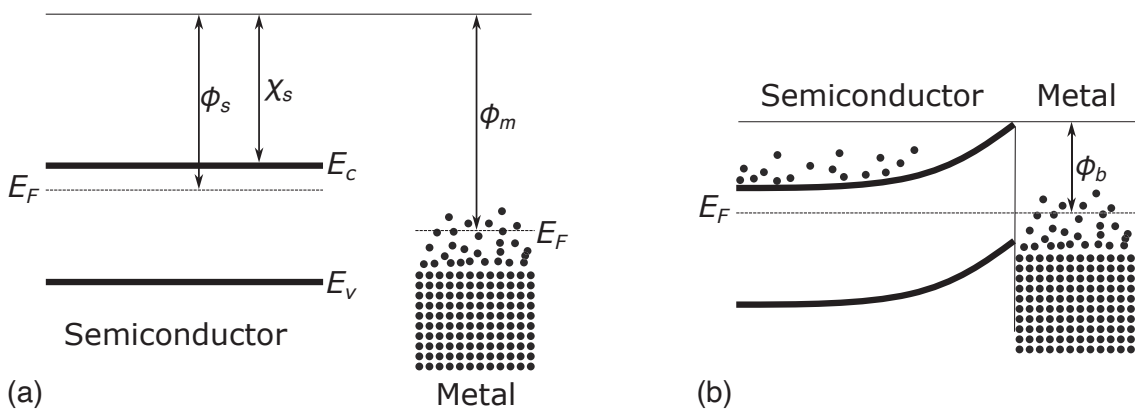 ϕs
χs
ϕm
Ec
EF
EF
Ev
Semiconductor
Metal
(a)
Semiconductor Metal
ϕb
EF
(b)